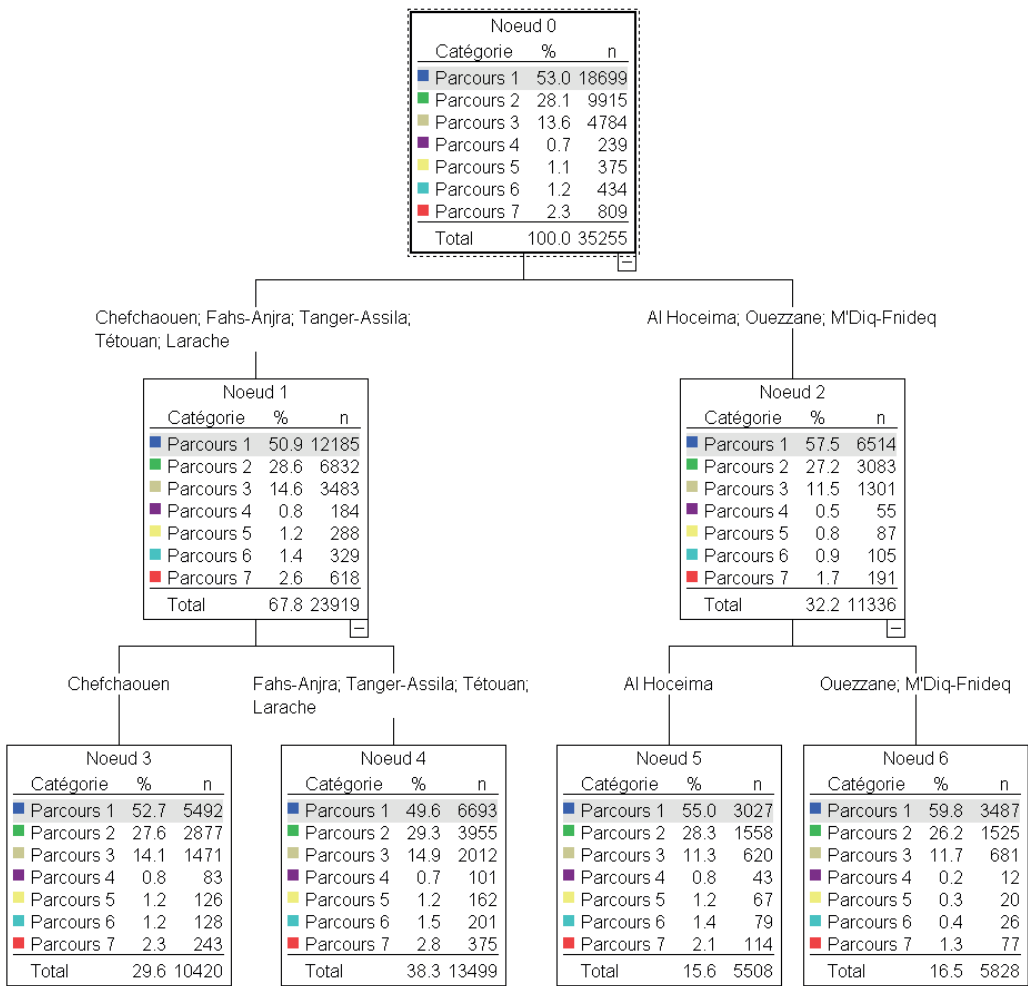 Noeud 0
Catégorie % n
Parcours 1 53.0 18699
Parcours 2 28.1 9915
Parcours 3 13.6 4784
Parcours 4 0.7 239
Parcours 5 1.1 375
Parcours 6 1.2 434
Parcours 7 2.3 809
Total 100.0 35255
Chefchaouen; Fahs-Anjra; Tanger-Assila;
Tétouan; Larache
Al Hoceima; Ouezzane; M'Diq-Fnideq
Noeud 1
Catégorie % n
Parcours 1 50.9 12185
Parcours 2 28.6 6832
Parcours 3 14.6 3483
Parcours 4 0.8 184
Parcours 5 1.2 288
Parcours 6 1.4 329
Parcours 7 2.6 618
Total 67.8 23919
Noeud 2
Catégorie % n
Parcours 1 57.5 6514
Parcours 2 27.2 3083
Parcours 3 11.5 1301
Parcours 4 0.5 55
Parcours 5 0.8 87
Parcours 6 0.9 105
Parcours 7 1.7 191
Total 32.2 11336
Chefchaouen
Fahs-Anjra; Tanger-Assila; Tétouan;
Larache
Al Hoceima
Ouezzane; M'Diq-Fnideq
Noeud 3
Catégorie % n
Parcours 1 52.7 5492
Parcours 2 27.6 2877
Parcours 3 14.1 1471
Parcours 4 0.8 83
Parcours 5 1.2 126
Parcours 6 1.2 128
Parcours 7 2.3 243
Total 29.6 10420
Noeud 4
Catégorie % n
Parcours 1 49.6 6693
Parcours 2 29.3 3955
Parcours 3 14.9 2012
Parcours 4 0.7 101
Parcours 5 1.2 162
Parcours 6 1.5 201
Parcours 7 2.8 375
Total 38.3 13499
Noeud 5
Catégorie % n
Parcours 1 55.0 3027
Parcours 2 28.3 1558
Parcours 3 11.3 620
Parcours 4 0.8 43
Parcours 5 1.2 67
Parcours 6 1.4 79
Parcours 7 2.1 114
Total 15.6 5508
Noeud 6
Catégorie % n
Parcours 1 59.8 3487
Parcours 2 26.2 1525
Parcours 3 11.7 681
Parcours 4 0.2 12
Parcours 5 0.3 20
Parcours 6 0.4 26
Parcours 7 1.3 77
Total 16.5 5828